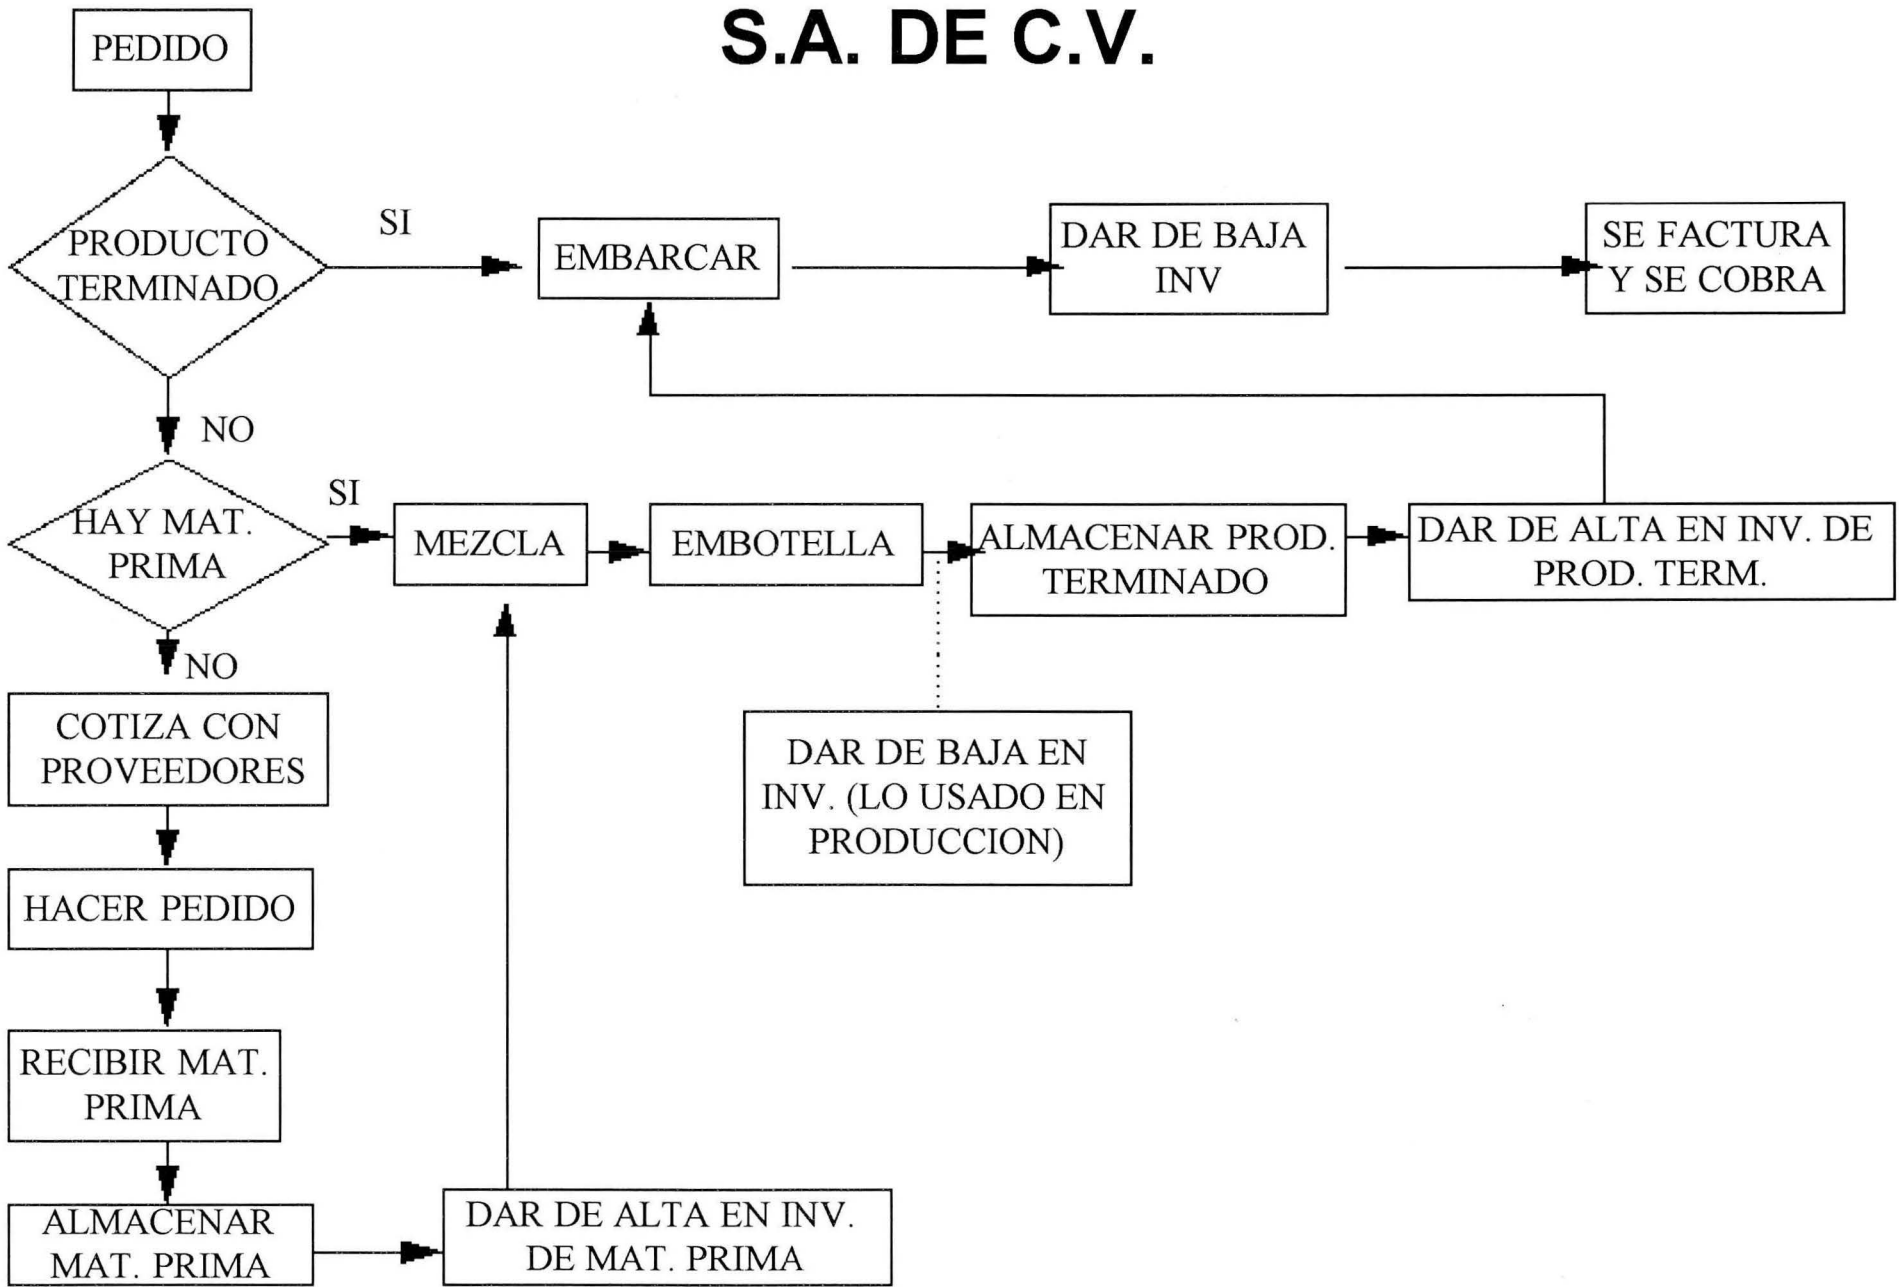 S.A. DE C.V.
PEDIDO
PRODUCTO
TERMINADO
SI
EMBARCAR
DAR DE BAJA
INV
SE FACTURA
Y SE COBRA
NO
HAY MAT.
PRIMA
SI
MEZCLA
EMBOTELLA
ALMACENAR PROD.
TERMINADO
DAR DE ALTA EN INV. DE
PROD. TERM.
NO
COTIZA CON
PROVEEDORES
DAR DE BAJA EN
INV. (LO USADO EN
PRODUCCION)
HACER PEDIDO
RECIBIR MAT.
PRIMA
ALMACENAR
MAT. PRIMA
DAR DE ALTA EN INV.
DE MAT. PRIMA